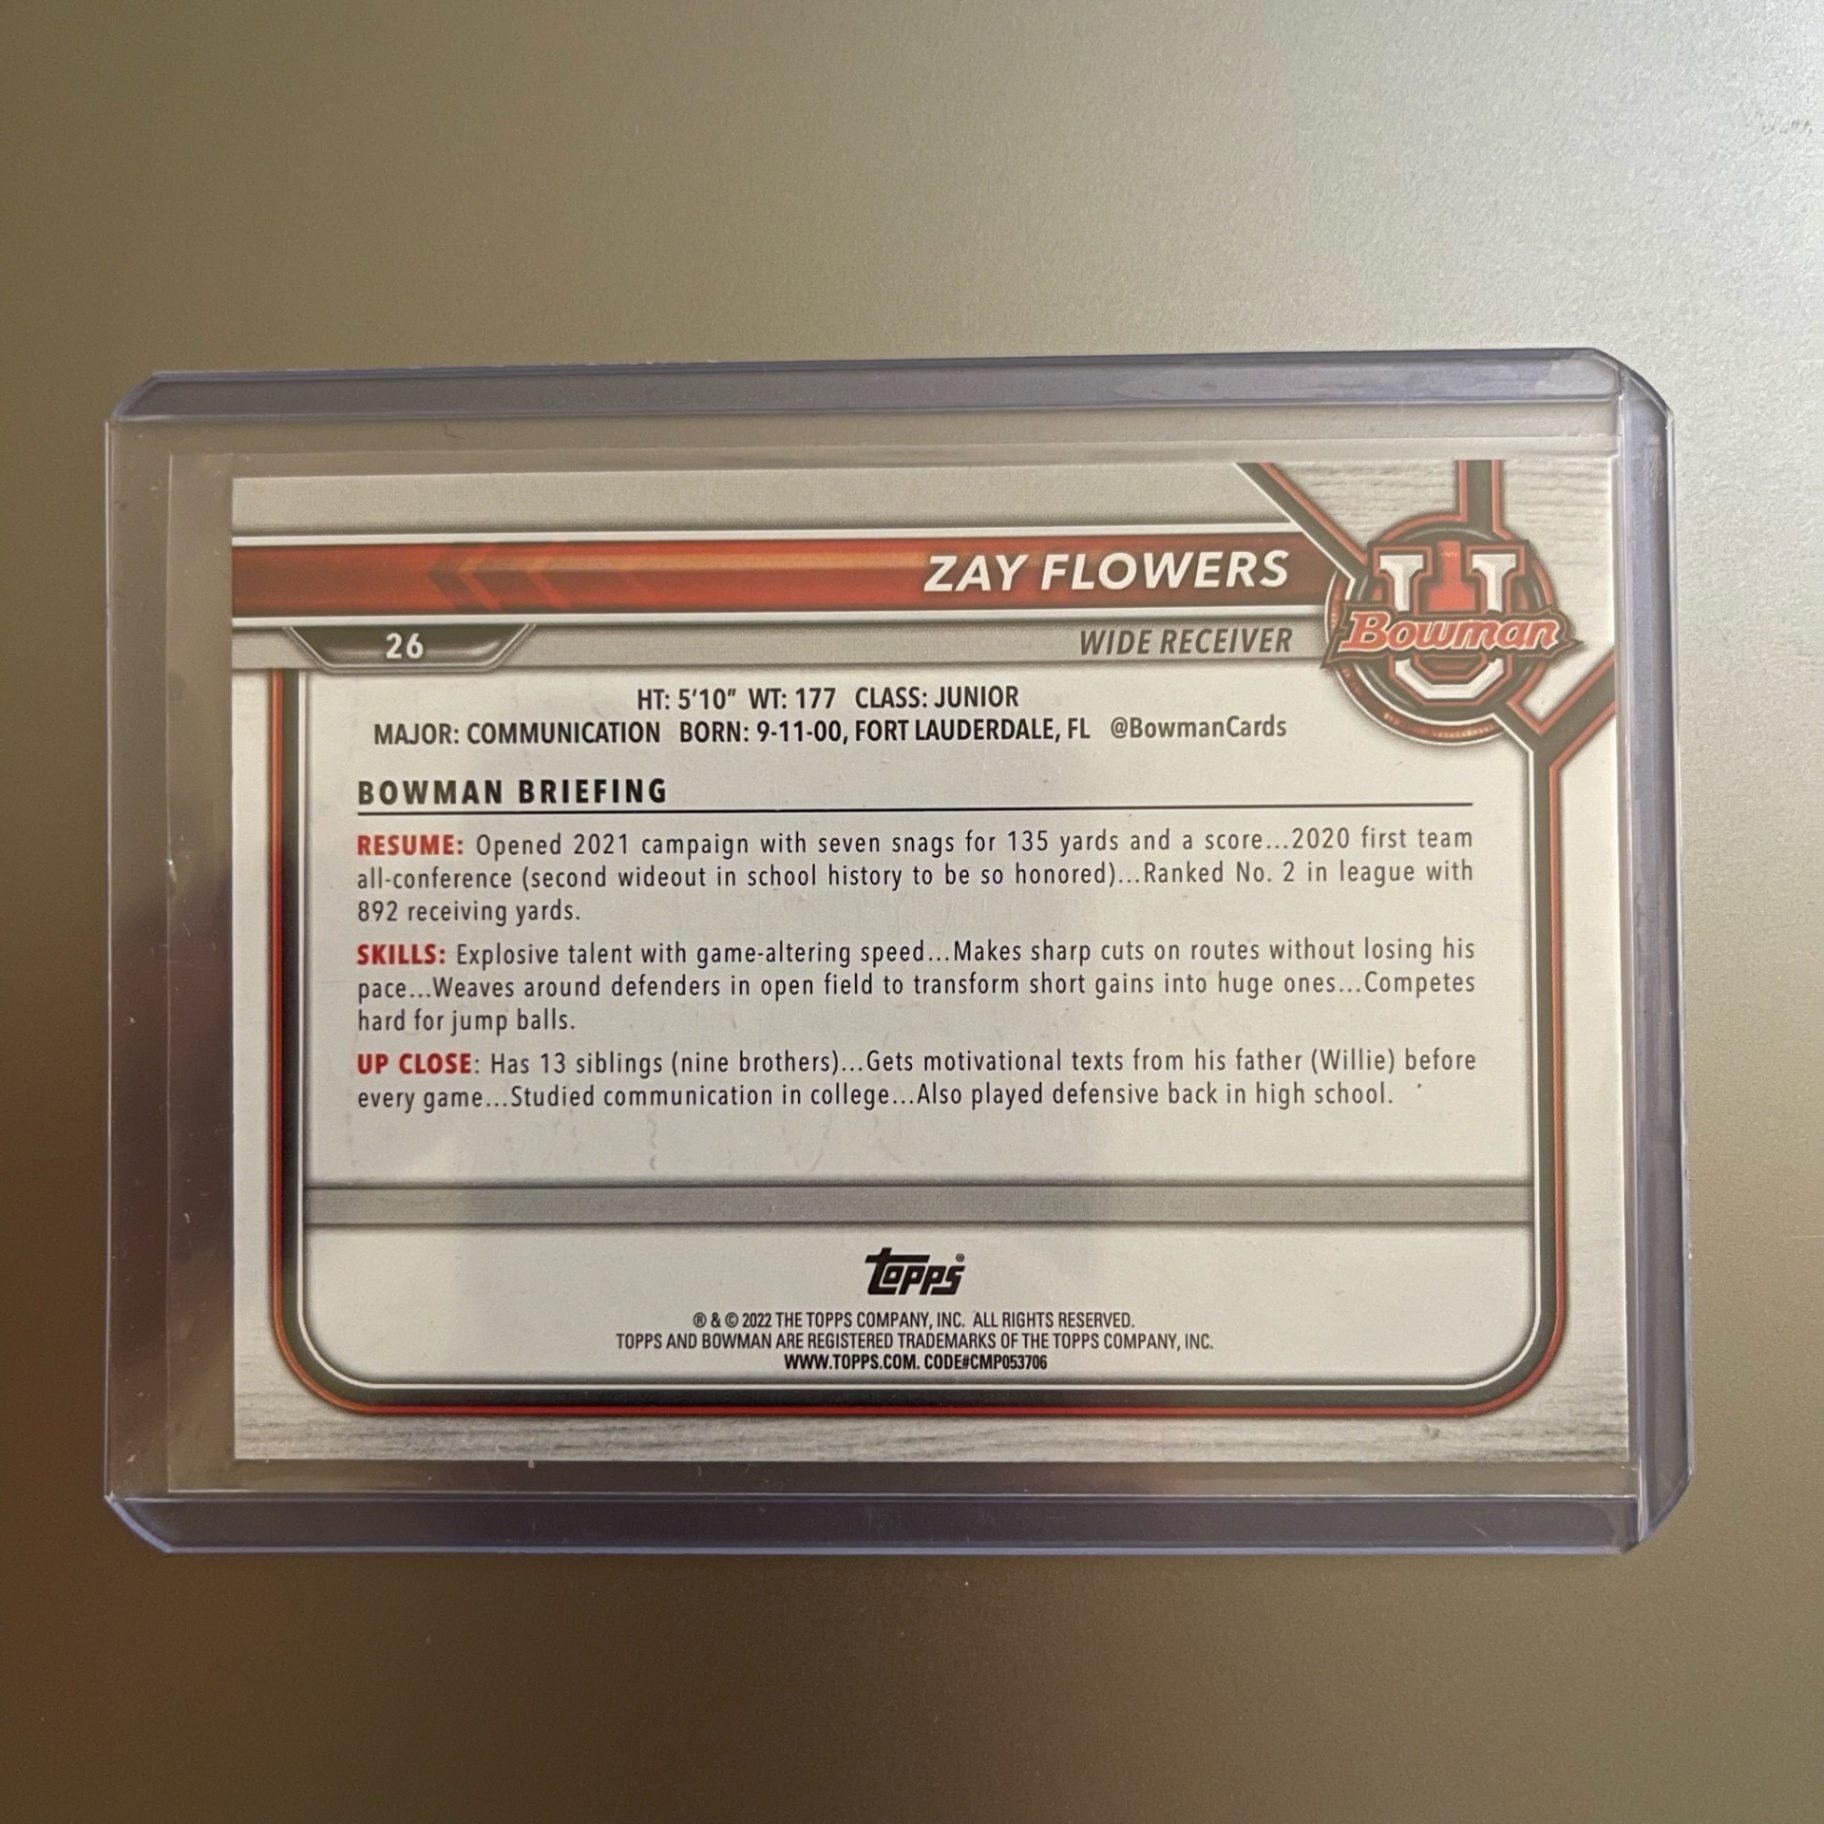 ZAY FLOWERS
U
Bowman
26
WIDE RECEIVER
HT: 5'10" WT: 177 CLASS: JUNIOR
MAJOR: COMMUNICATION BORN: 9-11-00, FORT LAUDERDALE, FL @BowmanCards
BOWMAN BRIEFING
RESUME: Opened 2021 campaign with seven snags for 135 yards and a score...2020 first team
all-conference (second wideout in school history to be so honored)...Ranked No. 2 in league with
892 receiving yards.
SKILLS: Explosive talent with game-altering speed...Makes sharp cuts on routes without losing his
pace...Weaves around defenders in open field to transform short gains into huge ones...Competes
hard for jump balls.
UP CLOSE: Has 13 siblings (nine brothers)...Gets motivational texts from his father (Willie) before
every game...Studied communication in college...Also played defensive back in high school.
topps®
® & © 2022 THE TOPPS COMPANY, INC. ALL RIGHTS RESERVED.
TOPPS AND BOWMAN ARE REGISTERED TRADEMARKS OF THE TOPPS COMPANY, INC.
WWW.TOPPS.COM. CODE#CMP053706